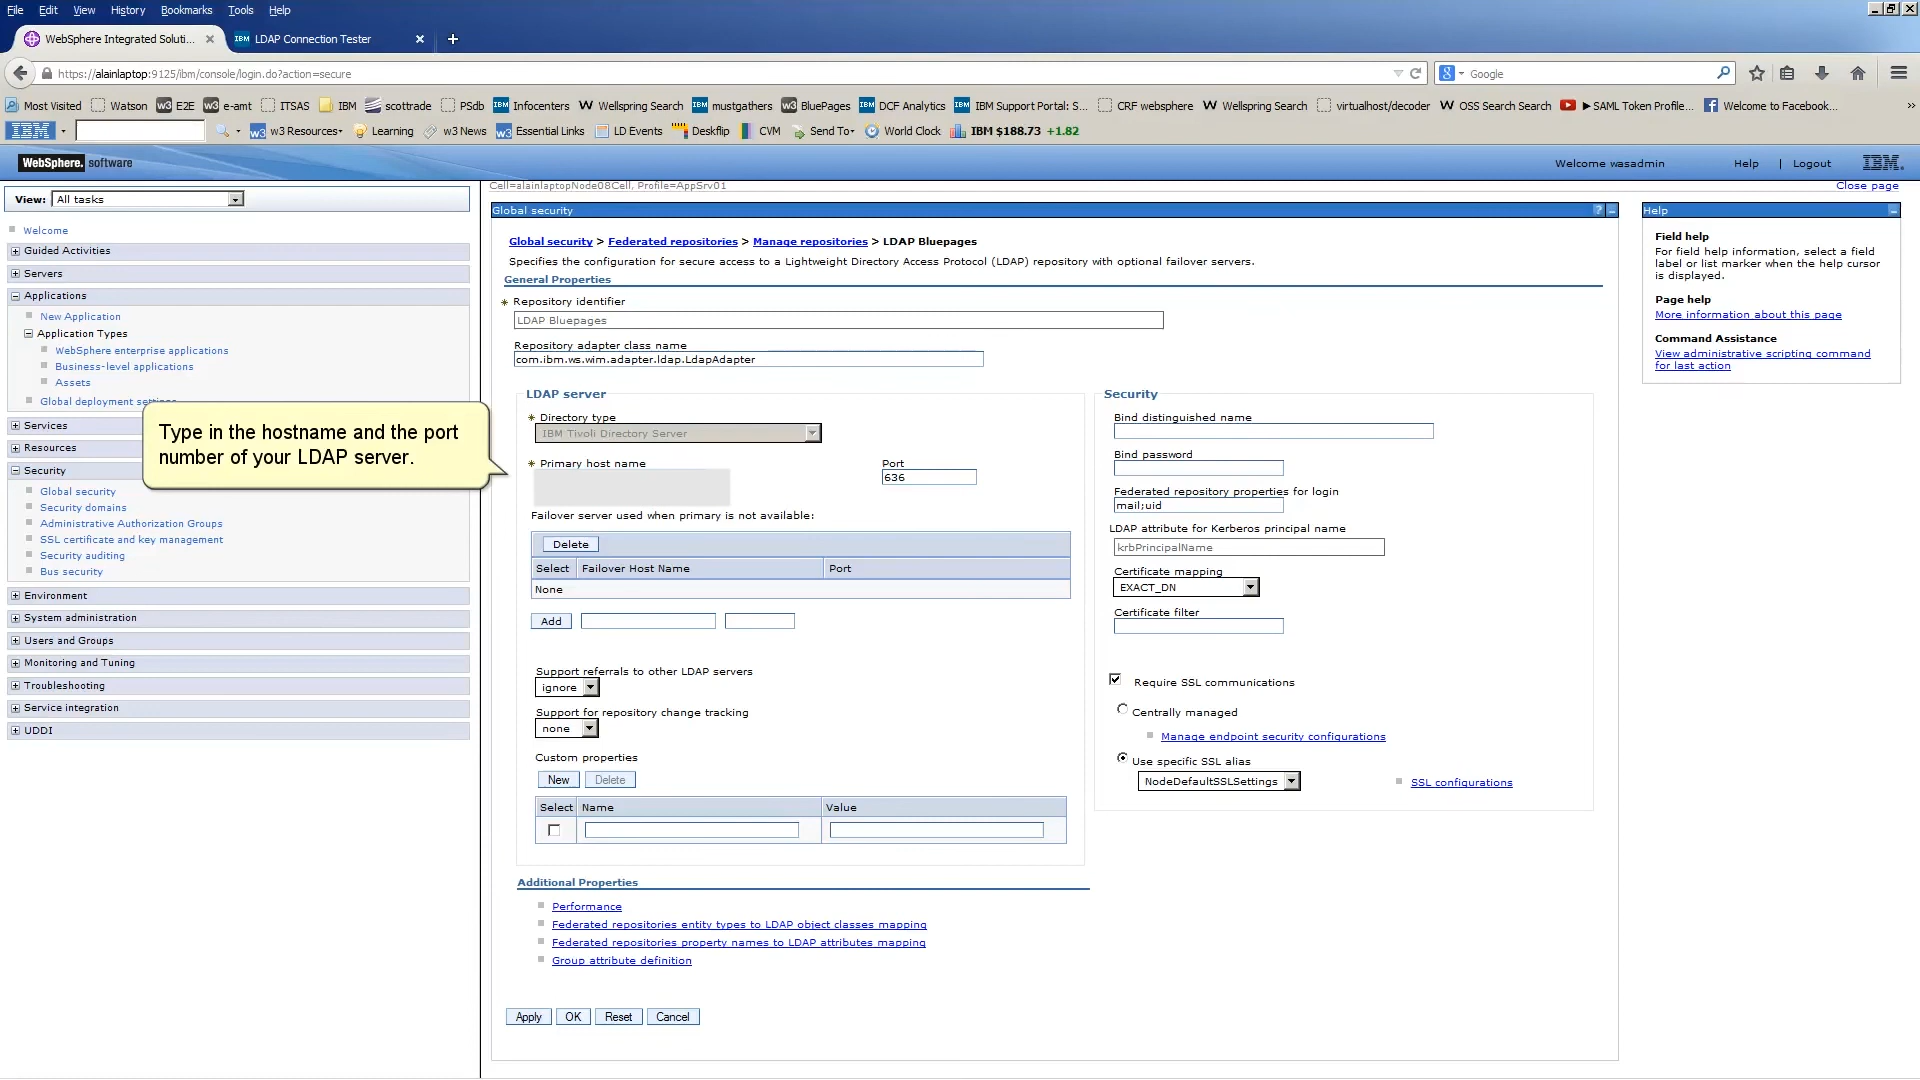 File Edit View History Bookmarks Tools Help
WebSphere Integrated Soluti...
IBM LDAP Connection Tester
https://alainlaptop:9125/ibm/console/login.do?action=secure
Google
Most Visited Watson w3 E2E w3 e-amt ITSAS IBM scottrade PSdb IBM Infocenters W Wellspring Search IBM mustgathers w3 BluePages IBM DCF Analytics IBM IBM Support Portal: S... CRF websphere W Wellspring Search virtualhost/decoder W OSS Search Search ▶ SAML Token Profile... Welcome to Facebook... »
IBM w3 w3 Resources Learning w3 News w3 Essential Links LD Events Deskflip CVM Send To World Clock IBM $188.73 +1.82
WebSphere. software
Welcome wasadmin Help | Logout IBM.
Cell=alainlaptopNode08Cell, Profile=AppSrv01
Close page
View: All tasks
Welcome
Guided Activities
Servers
Applications
New Application
Application Types
WebSphere enterprise applications
Business-level applications
Assets
Global deployment settings
Services
Resources
Security
Global security
Security domains
Administrative Authorization Groups
SSL certificate and key management
Security auditing
Bus security
Environment
System administration
Users and Groups
Monitoring and Tuning
Troubleshooting
Service integration
UDDI
Type in the hostname and the port
number of your LDAP server.
Global security ?
Global security > Federated repositories > Manage repositories > LDAP Bluepages
Specifies the configuration for secure access to a Lightweight Directory Access Protocol (LDAP) repository with optional failover servers.
General Properties
* Repository identifier
LDAP Bluepages
Repository adapter class name
com.ibm.ws.wim.adapter.ldap.LdapAdapter
LDAP server
* Directory type
IBM Tivoli Directory Server
* Primary host name Port
636
Failover server used when primary is not available:
Delete
Select Failover Host Name Port
None
Add
Support referrals to other LDAP servers
ignore
Support for repository change tracking
none
Custom properties
New Delete
Select Name Value
Security
Bind distinguished name
Bind password
Federated repository properties for login
mail;uid
LDAP attribute for Kerberos principal name
krbPrincipalName
Certificate mapping
EXACT_DN
Certificate filter
Require SSL communications
Centrally managed
Manage endpoint security configurations
Use specific SSL alias
NodeDefaultSSLSettings SSL configurations
Additional Properties
Performance
Federated repositories entity types to LDAP object classes mapping
Federated repositories property names to LDAP attributes mapping
Group attribute definition
Apply OK Reset Cancel
Help
Field help
For field help information, select a field
label or list marker when the help cursor
is displayed.
Page help
More information about this page
Command Assistance
View administrative scripting command
for last action